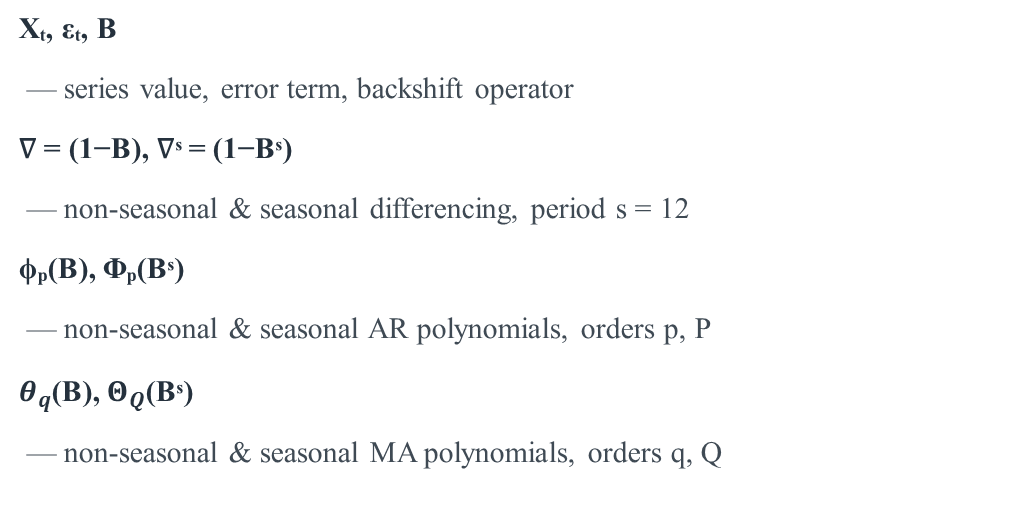 Xₜ, εₜ, B
— series value, error term, backshift operator
∇ = (1−B), ∇ˢ = (1−Bˢ)
— non-seasonal & seasonal differencing, period s = 12
ϕₚ(B), Φₚ(Bˢ)
— non-seasonal & seasonal AR polynomials, orders p, P
θ_q(B), Θ_Q(Bˢ)
— non-seasonal & seasonal MA polynomials, orders q, Q